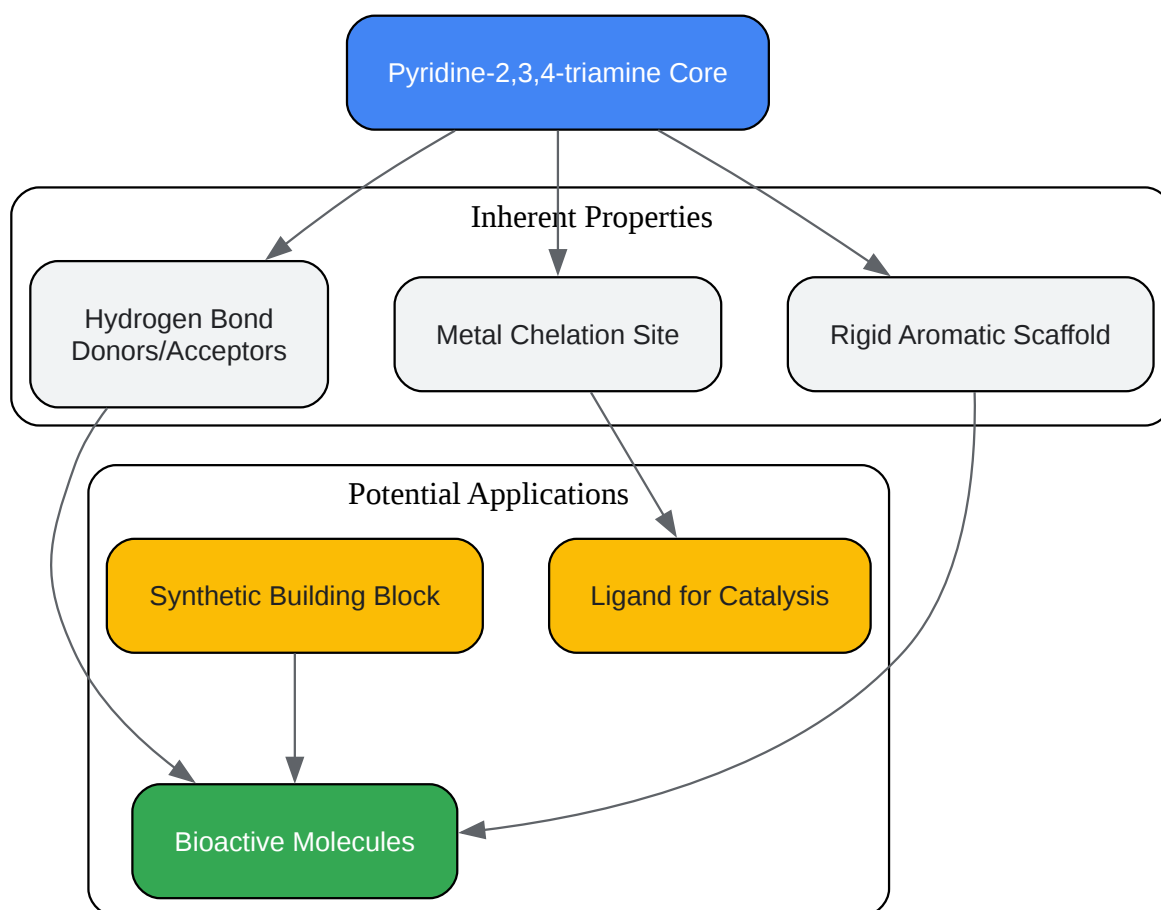 Pyridine-2,3,4-triamine Core
Inherent Properties
Hydrogen Bond
Donors/Acceptors
Metal Chelation Site
Rigid Aromatic Scaffold
Potential Applications
Synthetic Building Block
Ligand for Catalysis
Bioactive Molecules